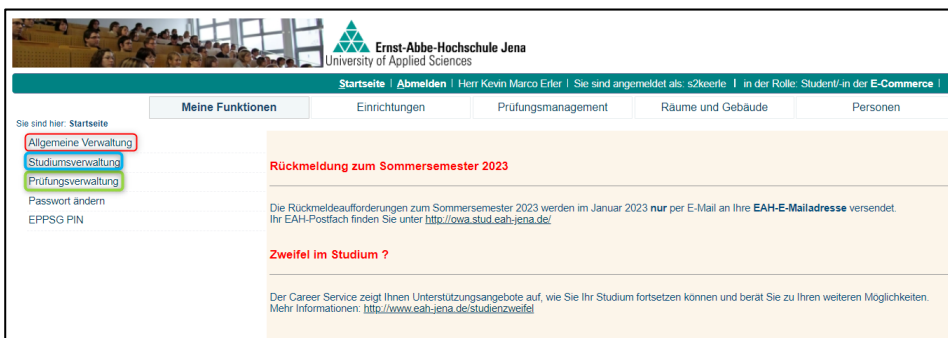 Ernst-Abbe-Hochschule Jena
University of Applied Sciences
Startseite | Abmelden | Herr Kevin Marco Erler | Sie sind angemeldet als: s2keerle | in der Rolle: Student/-in der E-Commerce |
Meine Funktionen Einrichtungen Prüfungsmanagement Räume und Gebäude Personen
Sie sind hier: Startseite
Allgemeine Verwaltung
Studiumsverwaltung
Prüfungsverwaltung
Passwort ändern
EPPSG PIN
Rückmeldung zum Sommersemester 2023
Die Rückmeldeaufforderungen zum Sommersemester 2023 werden im Januar 2023 nur per E-Mail an Ihre EAH-E-Mailadresse versendet.
Ihr EAH-Postfach finden Sie unter http://owa.stud.eah-jena.de/
Zweifel im Studium ?
Der Career Service zeigt Ihnen Unterstützungsangebote auf, wie Sie Ihr Studium fortsetzen können und berät Sie zu Ihren weiteren Möglichkeiten.
Mehr Informationen: http://www.eah-jena.de/studienzweifel